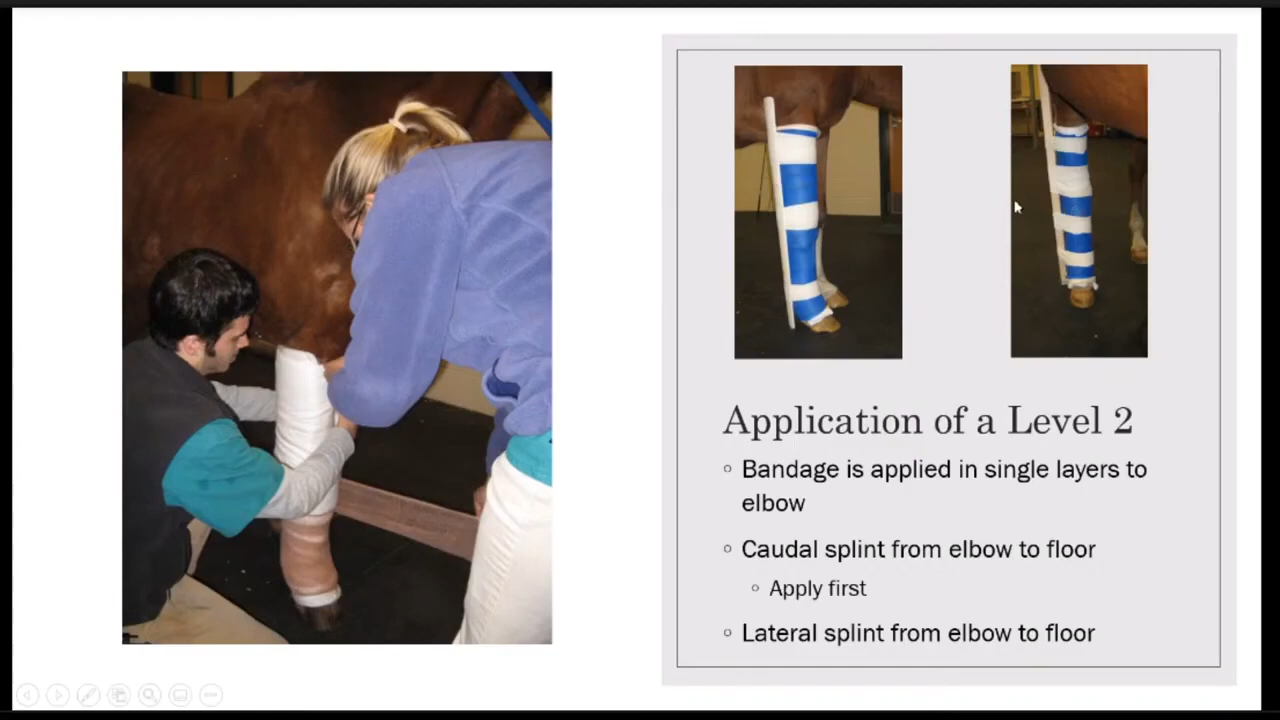 Application of a Level 2
Bandage is applied in single layers to
elbow
Caudal splint from elbow to floor
Apply first
Lateral splint from elbow to floor